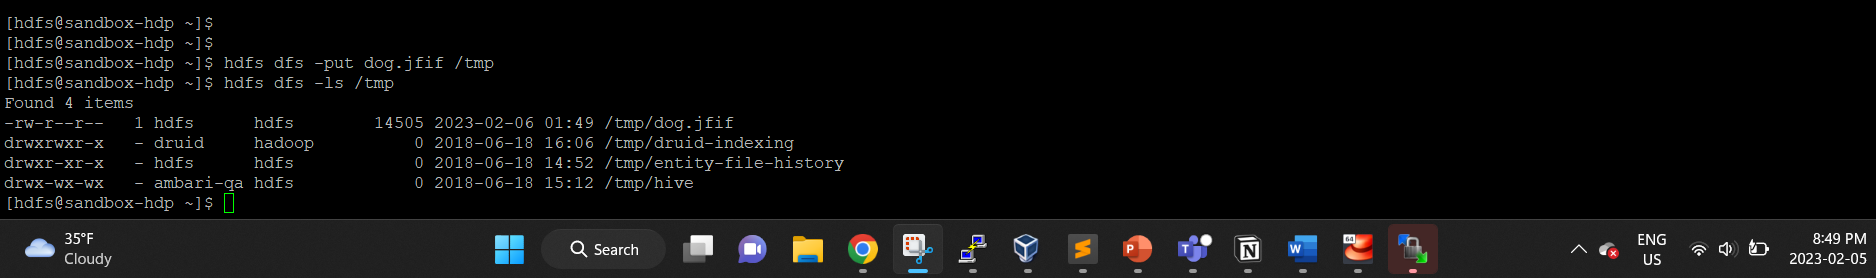 [hdfs@sandbox-hdp ~]$
[hdfs@sandbox-hdp ~]$
[hdfs@sandbox-hdp ~]$ hdfs dfs -put dog.jfif /tmp
[hdfs@sandbox-hdp ~]$ hdfs dfs -ls /tmp
Found 4 items
-rw-r--r--   1 hdfs      hdfs        14505 2023-02-06 01:49 /tmp/dog.jfif
drwxrwxr-x   - druid     hadoop          0 2018-06-18 16:06 /tmp/druid-indexing
drwxr-xr-x   - hdfs      hdfs            0 2018-06-18 14:52 /tmp/entity-file-history
drwx-wx-wx   - ambari-qa hdfs            0 2018-06-18 15:12 /tmp/hive
[hdfs@sandbox-hdp ~]$
35°F
Cloudy
Search
64
ENG
US
8:49 PM
2023-02-05